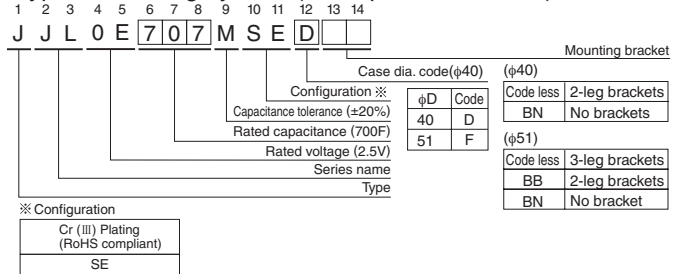 1 2 3 4 5 6 7 8 9 10 11 12 13 14
J J L 0 E 7 0 7 M S E D
Mounting bracket
Case dia. code(ϕ40)
Configuration ※
Capacitance tolerance (±20%)
Rated capacitance (700F)
Rated voltage (2.5V)
Series name
Type
ϕD Code
40 D
51 F
(ϕ40)
Code less 2-leg brackets
BN No brackets
(ϕ51)
Code less 3-leg brackets
BB 2-leg brackets
BN No bracket
※ Configuration
Cr (Ⅲ) Plating
(RoHS compliant)
SE